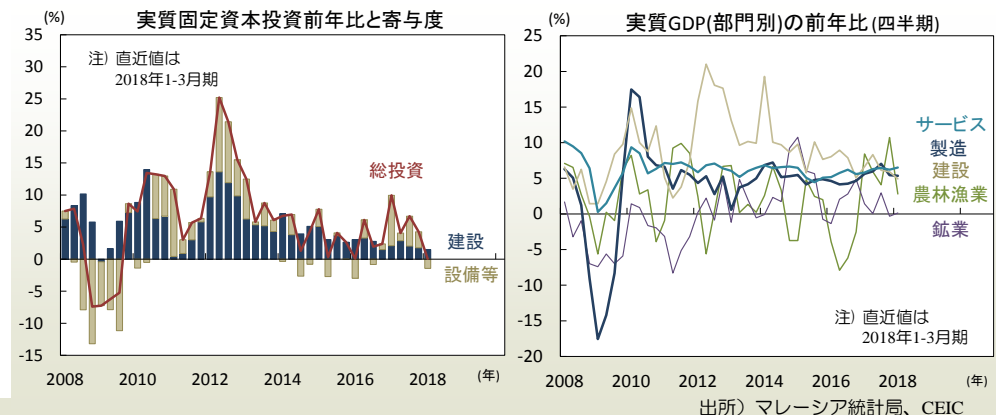 実質固定資本投資前年比と寄与度
(%)
35
30
25
20
15
10
5
0
-5
-10
-15
注) 直近値は
2018年1-3月期
総投資
建設
設備等
2008 2010 2012 2014 2016 2018 (年)
実質GDP(部門別)の前年比 (四半期)
(%)
25
20
15
10
5
0
-5
-10
-15
-20
サービス
製造
建設
農林漁業
鉱業
注) 直近値は
2018年1-3月期
2008 2010 2012 2014 2016 2018 (年)
出所）マレーシア統計局、CEIC